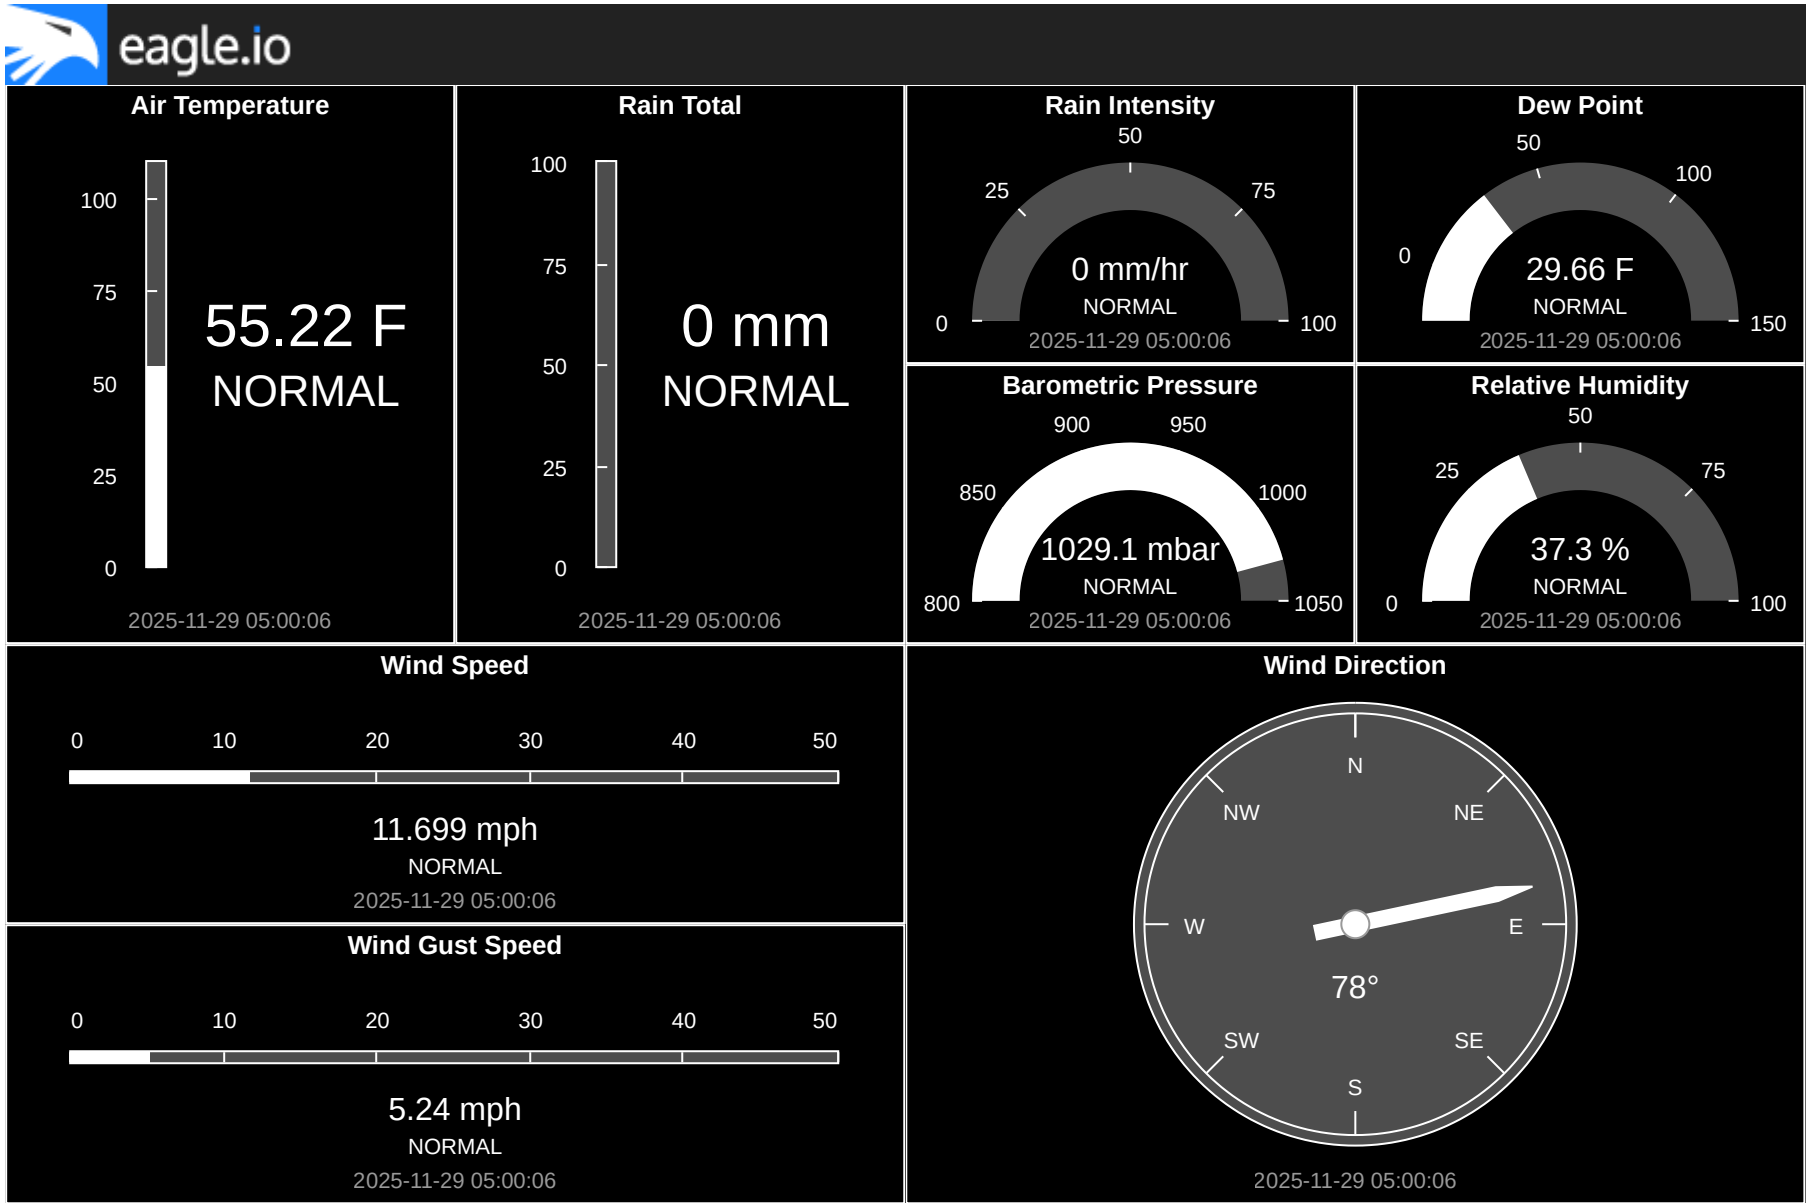 eagle.io
Air Temperature
100
75
50
25
0
55.22 F
NORMAL
2025-11-29 05:00:06
Rain Total
100
75
50
25
0
0 mm
NORMAL
2025-11-29 05:00:06
Rain Intensity
50
25
75
0
100
0 mm/hr
NORMAL
2025-11-29 05:00:06
Dew Point
50
100
0
150
29.66 F
NORMAL
2025-11-29 05:00:06
Barometric Pressure
900
950
850
1000
800
1050
1029.1 mbar
NORMAL
2025-11-29 05:00:06
Relative Humidity
50
25
75
0
100
37.3 %
NORMAL
2025-11-29 05:00:06
Wind Speed
0 10 20 30 40 50
11.699 mph
NORMAL
2025-11-29 05:00:06
Wind Gust Speed
0 10 20 30 40 50
5.24 mph
NORMAL
2025-11-29 05:00:06
Wind Direction
N
NW NE
W E
78°
SW SE
S
2025-11-29 05:00:06